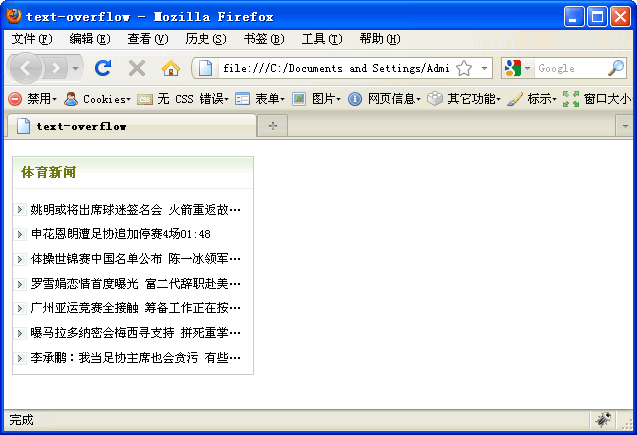 text-overflow - Mozilla Firefox
文件(F) 编辑(E) 查看(V) 历史(S) 书签(B) 工具(T) 帮助(H)
file:///C:/Documents and Settings/Admi Google
禁用 Cookies 无 CSS 错误 表单 图片 网页信息 其它功能 标示 窗口大小
text-overflow
体育新闻
姚明或将出席球迷签名会 火箭重返故…
申花恩朗遭足协追加停赛4场01:48
体操世锦赛中国名单公布 陈一冰领军…
罗雪娟恋情首度曝光 富二代辞职赴美…
广州亚运竞赛全接触 筹备工作正在按…
曝马拉多纳密会梅西寻支持 拼死重掌…
李承鹏：我当足协主席也会贪污 有些…
完成